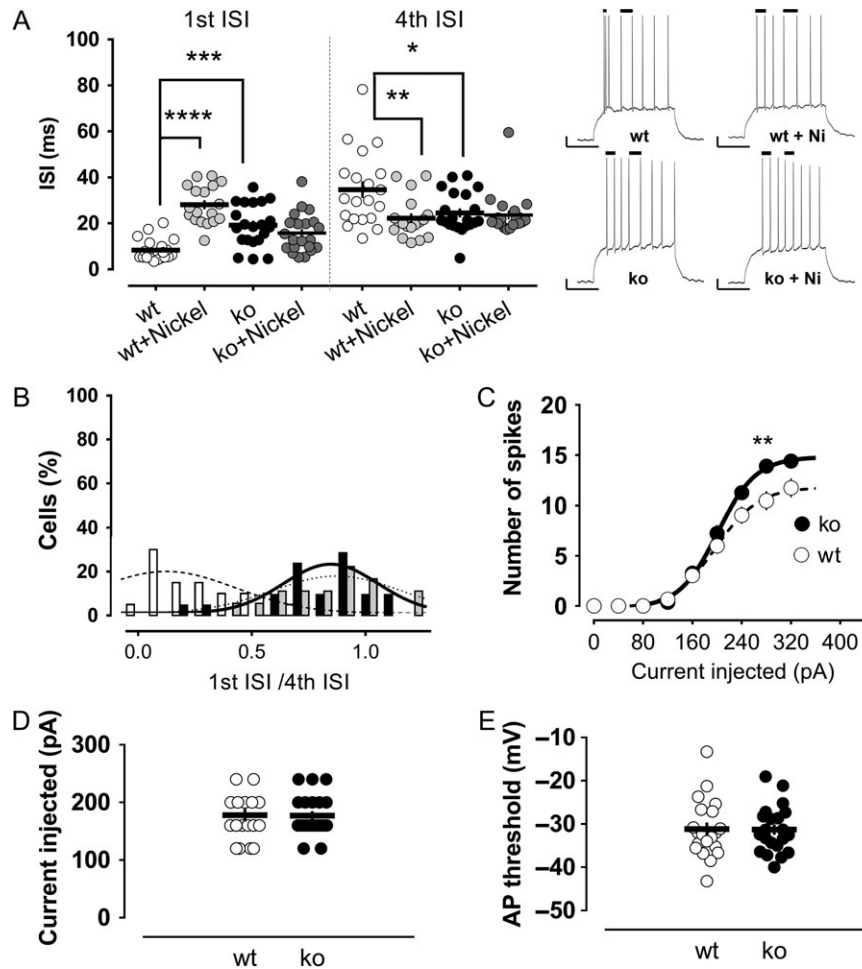 A
1st ISI
4th ISI
***
****
*
**
ISI (ms)
100
80
60
40
20
0
wt
wt+Nickel
ko
ko+Nickel
wt
wt+Nickel
ko
ko+Nickel
wt
wt + Ni
ko
ko + Ni
B
Cells (%)
100
80
60
40
20
0
0.0
0.5
1.0
1st ISI /4th ISI
C
Number of spikes
20
15
10
5
0
**
ko
wt
0
80
160
240
320
400
Current injected (pA)
D
Current injected (pA)
300
200
100
0
wt
ko
E
AP threshold (mV)
−10
−20
−30
−40
−50
wt
ko